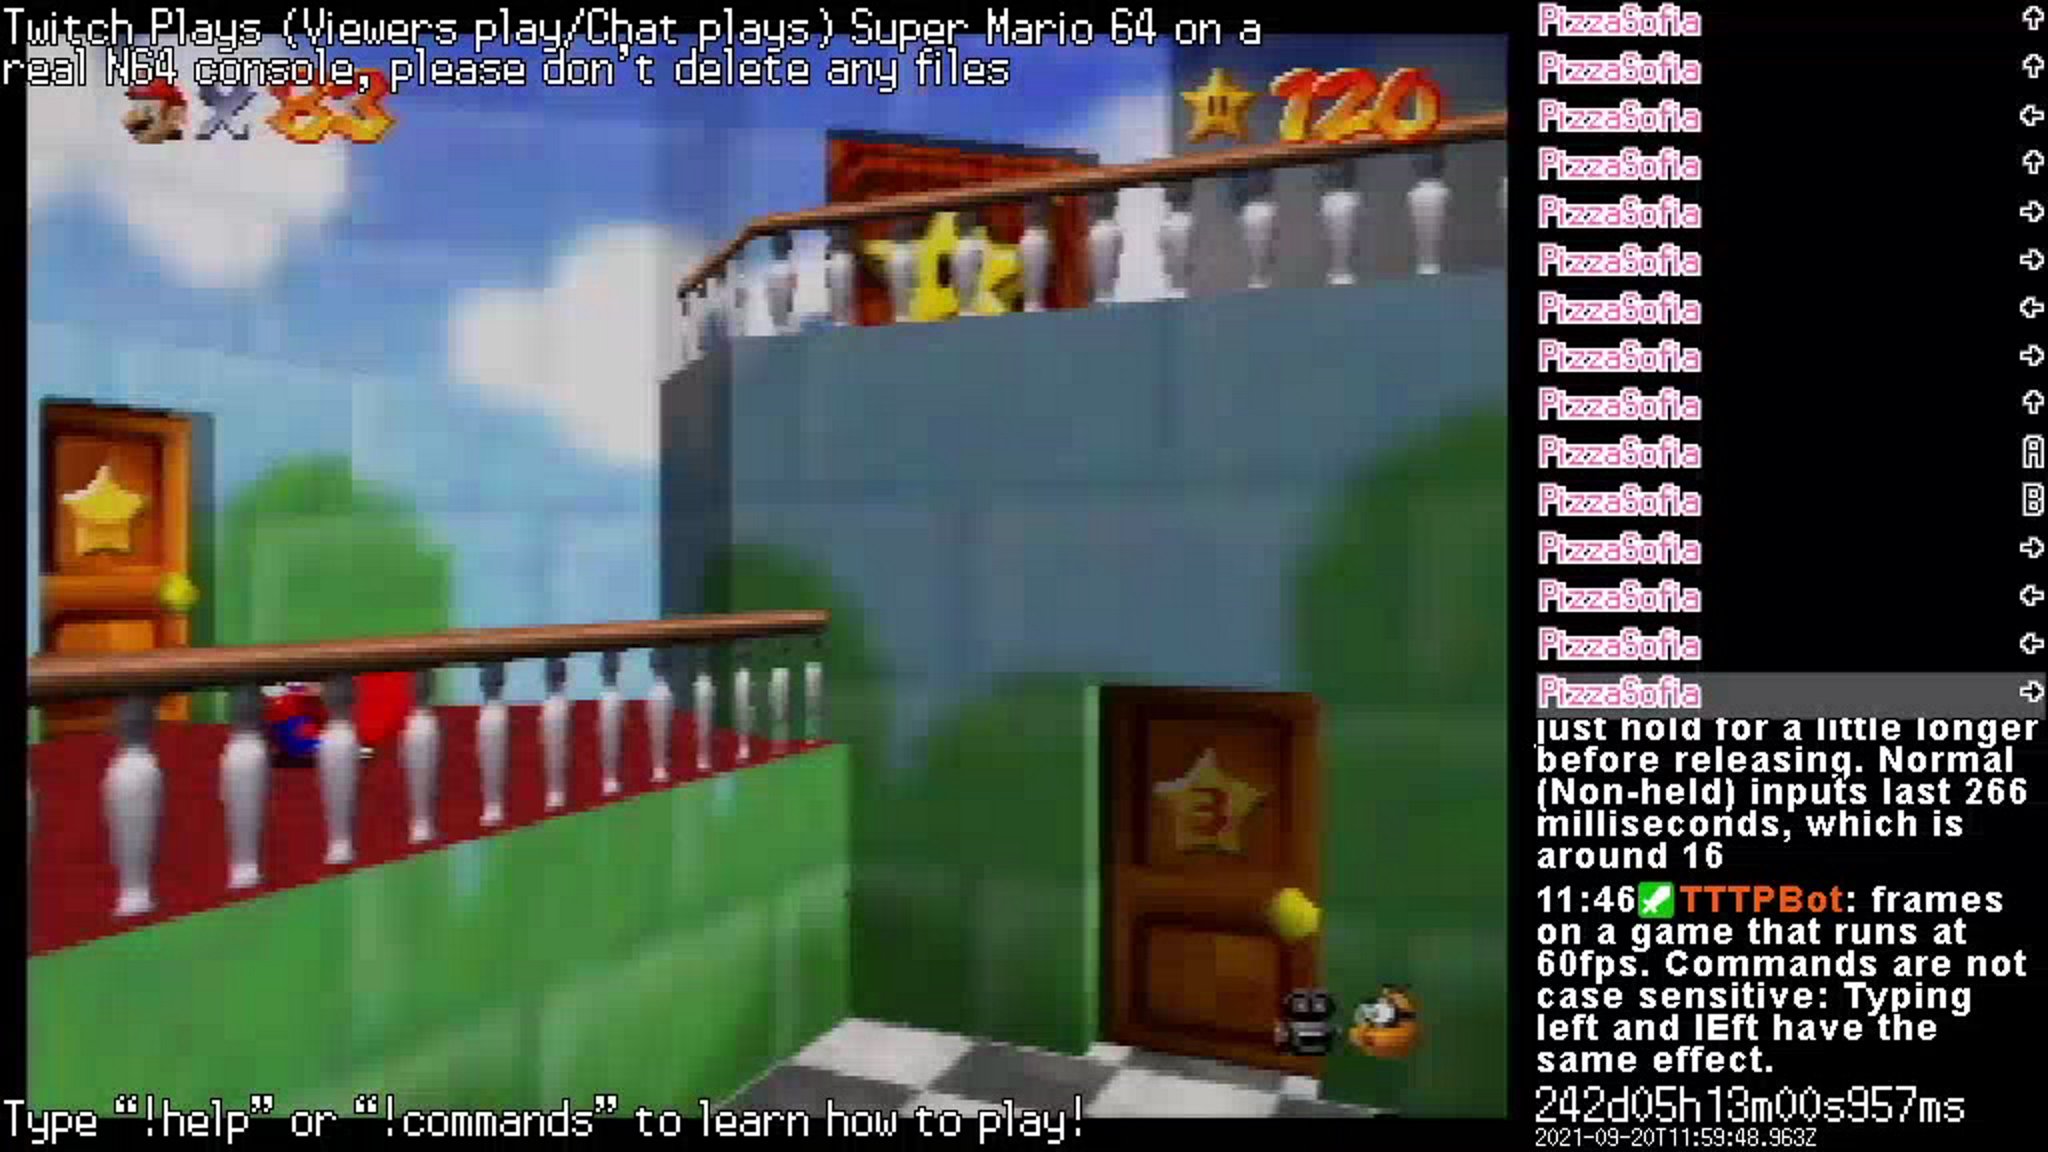 Twitch Plays (Viewers play/Chat plays) Super Mario 64 on a
real N64 console, please don't delete any files
X 83
120
3
PizzaSofia ↑
PizzaSofia ↑
PizzaSofia ←
PizzaSofia ↑
PizzaSofia →
PizzaSofia →
PizzaSofia ←
PizzaSofia →
PizzaSofia ↑
PizzaSofia A
PizzaSofia B
PizzaSofia →
PizzaSofia ←
PizzaSofia ←
PizzaSofia →
just hold for a little longer
before releasing. Normal
(Non-held) inputs last 266
milliseconds, which is
around 16
11:46 TTTPBot: frames
on a game that runs at
60fps. Commands are not
case sensitive: Typing
left and lEft have the
same effect.
242d05h13m00s957ms
2021-09-20T11:59:48.963Z
Type “!help” or “!commands” to learn how to play!